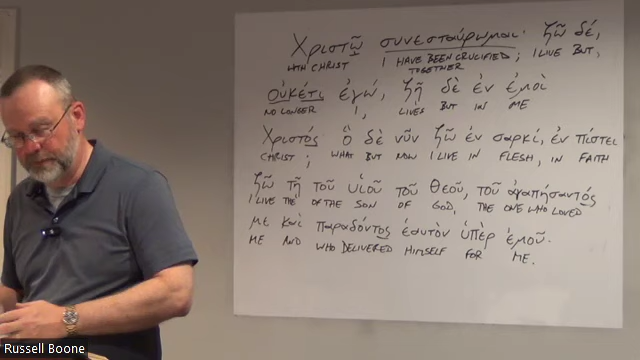 Χριστῷ συνεσταύρωμαι· ζῶ δέ,
WITH CHRIST I HAVE BEEN CRUCIFIED; I LIVE BUT,
TOGETHER
Οὐκέτι ἐγώ, ζῇ δὲ ἐν ἐμοὶ
NO LONGER I, LIVES BUT IN ME
Χριστός ὃ δὲ νῦν ζῶ ἐν σαρκί, ἐν πίστει
CHRIST; WHAT BUT NOW I LIVE IN FLESH, IN FAITH
ζῶ τῇ τοῦ υἱοῦ τοῦ θεοῦ, τοῦ ἀγαπήσαντός
I LIVE THE OF THE SON OF GOD, THE ONE WHO LOVED
με καὶ παραδόντος ἑαυτὸν ὑπὲρ ἐμοῦ.
ME AND WHO DELIVERED HIMSELF FOR ME.
Russell Boone